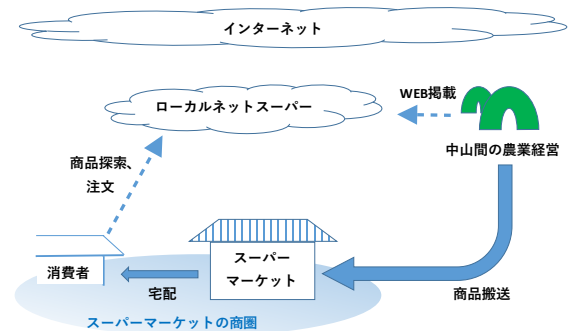 インターネット
WEB掲載
ローカルネットスーパー
中山間の農業経営
商品探索、
注文
スーパー
マーケット
消費者
宅配
商品搬送
スーパーマーケットの商圏